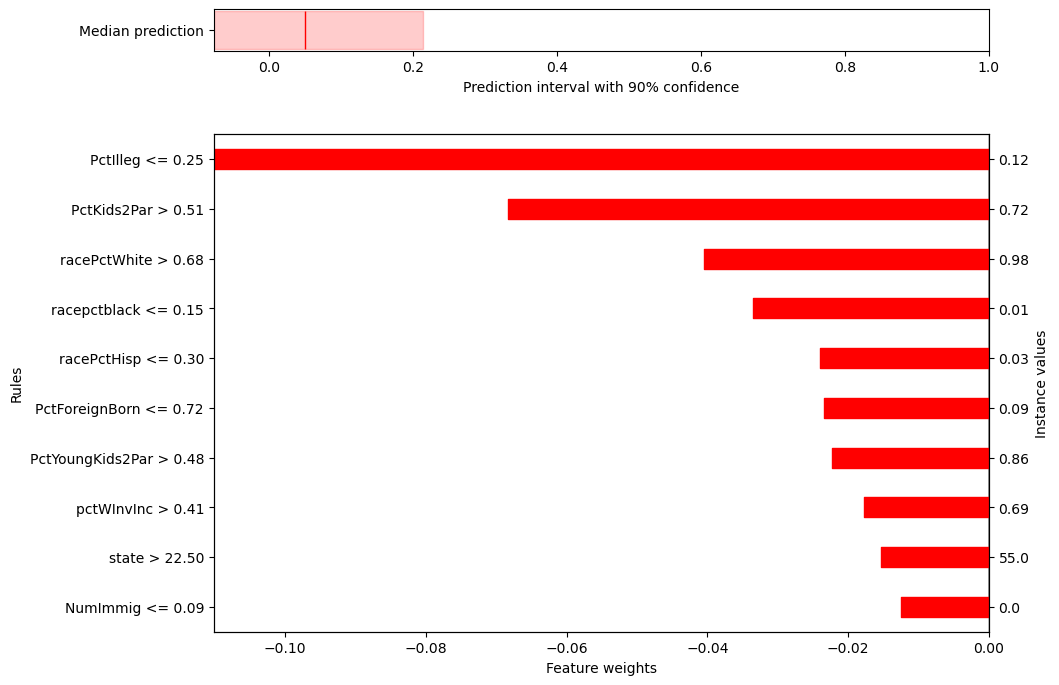 Median prediction
0.0 0.2 0.4 0.6 0.8 1.0
Prediction interval with 90% confidence
Rules
PctIlleg <= 0.25 0.12
PctKids2Par > 0.51 0.72
racePctWhite > 0.68 0.98
racepctblack <= 0.15 0.01
racePctHisp <= 0.30 0.03
PctForeignBorn <= 0.72 0.09
PctYoungKids2Par > 0.48 0.86
pctWInvInc > 0.41 0.69
state > 22.50 55.0
NumImmig <= 0.09 0.0
Instance values
−0.10 −0.08 −0.06 −0.04 −0.02 0.00
Feature weights